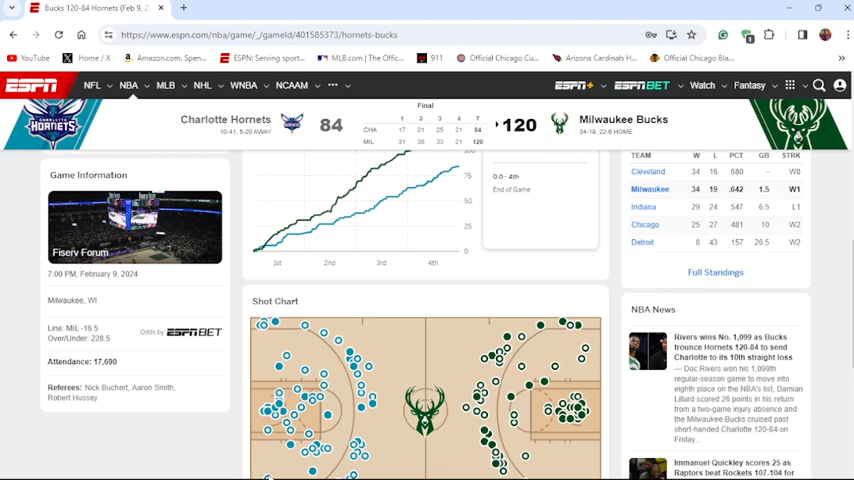 Bucks 120-84 Hornets (Feb 9, 2
https://www.espn.com/nba/game/_/gameId/401585373/hornets-bucks
YouTube Home / X Amazon.com. Spen... ESPN: Serving sport... MLB.com | The Offic... 911 Official Chicago Cu... Arizona Cardinals H... Official Chicago Bla...
ESPN NFL NBA MLB NHL WNBA NCAAM ••• ESPN+ ESPN BET Watch Fantasy
Final
Charlotte Hornets
10-41, 5-20 AWAY
84
1 2 3 4 T
CHA 17 21 25 21 84
MIL 31 35 33 21 120
120
Milwaukee Bucks
34-19, 22-6 HOME
Game Information
Fiserv Forum
7:00 PM, February 9, 2024
Milwaukee, WI
Line: MIL -16.5
Over/Under: 228.5
Odds by ESPN BET
Attendance: 17,690
Referees: Nick Buchert, Aaron Smith,
Robert Hussey
100
75
50
25
0
1st 2nd 3rd 4th
0:0 - 4th
End of Game
Shot Chart
TEAM W L PCT GB STRK
Cleveland 34 16 .680 - W8
Milwaukee 34 19 .642 1.5 W1
Indiana 29 24 .547 6.5 L1
Chicago 25 27 .481 10 W2
Detroit 8 43 .157 26.5 W2
Full Standings
NBA News
Rivers wins No. 1,099 as Bucks
trounce Hornets 120-84 to send
Charlotte to its 10th straight loss
— Doc Rivers won his 1,099th
regular-season game to move into
eighth place on the NBA's list, Damian
Lillard scored 26 points in his return
from a two-game injury absence and
the Milwaukee Bucks cruised past
short-handed Charlotte 120-84 on
Friday...
Immanuel Quickley scores 25 as
Raptors beat Rockets 107-104 for